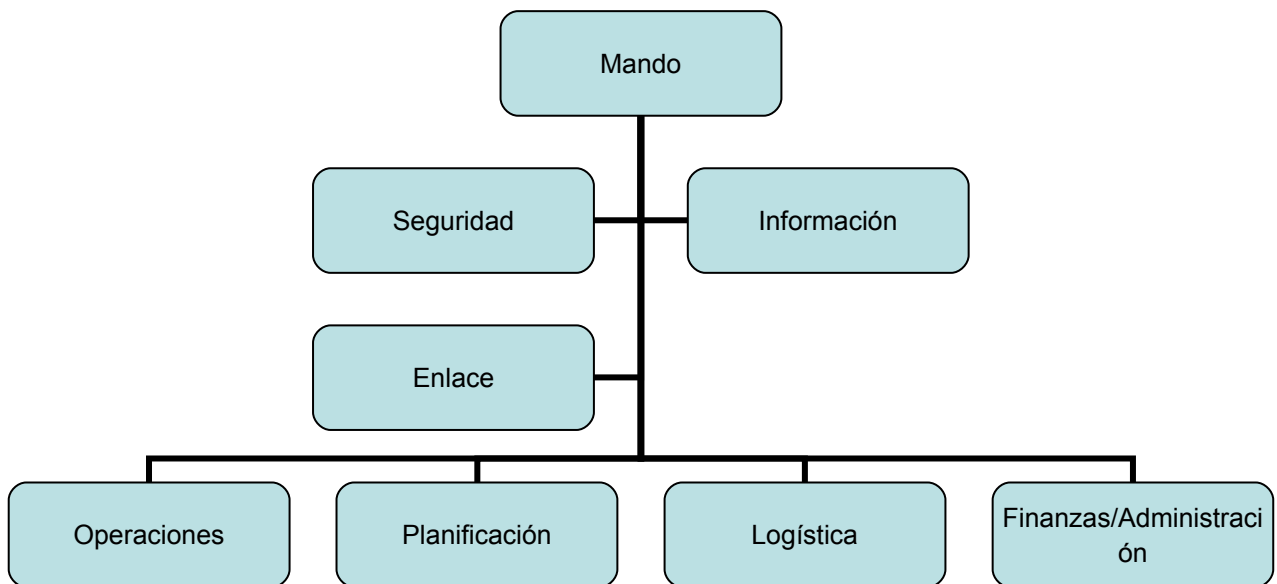 Mando
Seguridad
Información
Enlace
Operaciones
Planificación
Logística
Finanzas/Administraci
ón